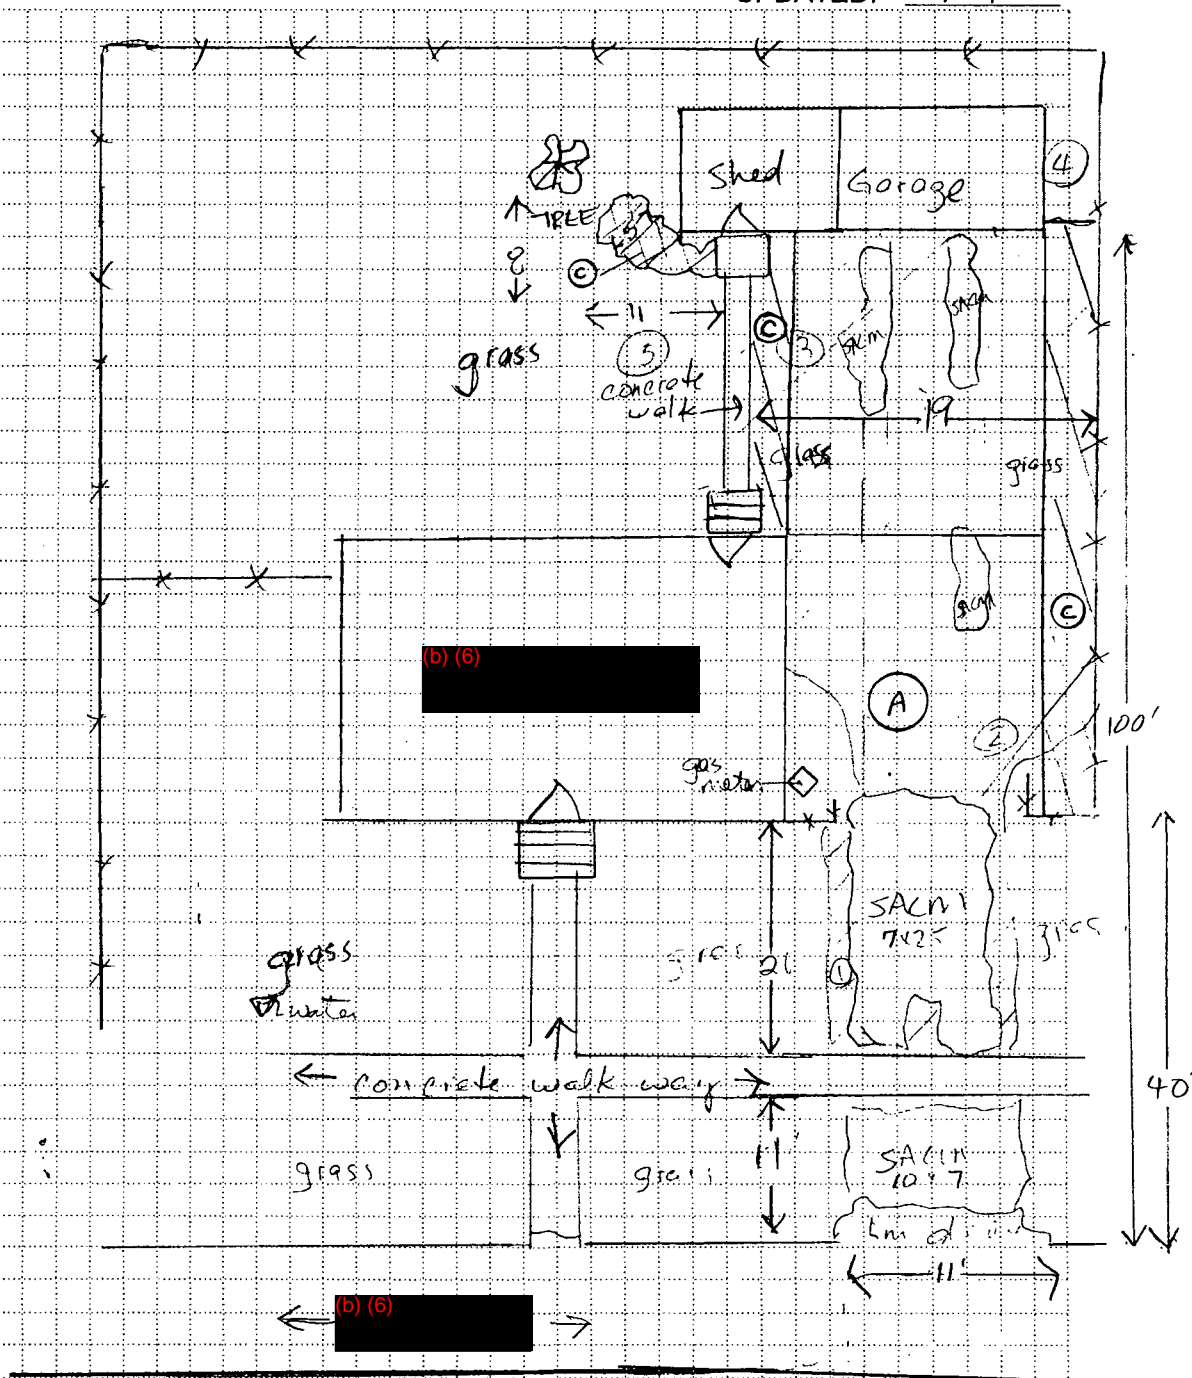 UPDATED:
Shed
Garage
4
TREE
8
C
11
C
3
SACM
SACM
5
grass
concrete
walk
19
grass
grass
SACM
C
(b) (6)
A
2
100'
gas
meter
SACM
7x25
21
1
grass
water
concrete walk way
40'
11'
grass
SACM
10x7
11'
(b) (6)